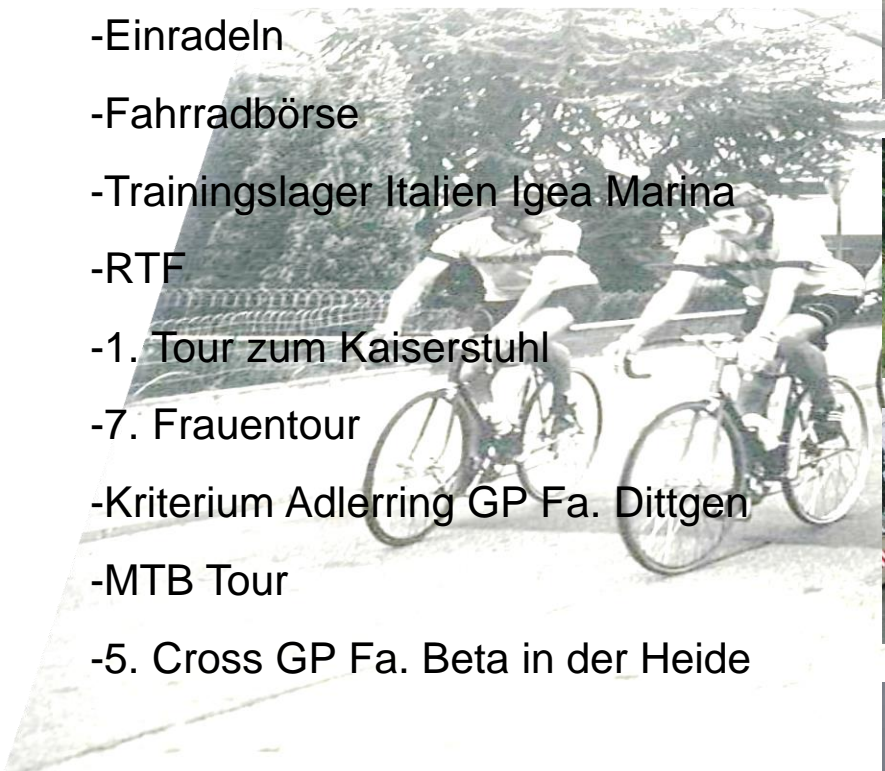 -Einradeln
-Fahrradbörse
-Trainingslager Italien Igea Marina
-RTF
-1. Tour zum Kaiserstuhl
-7. Frauentour
-Kriterium Adlerring GP Fa. Dittgen
-MTB Tour
-5. Cross GP Fa. Beta in der Heide